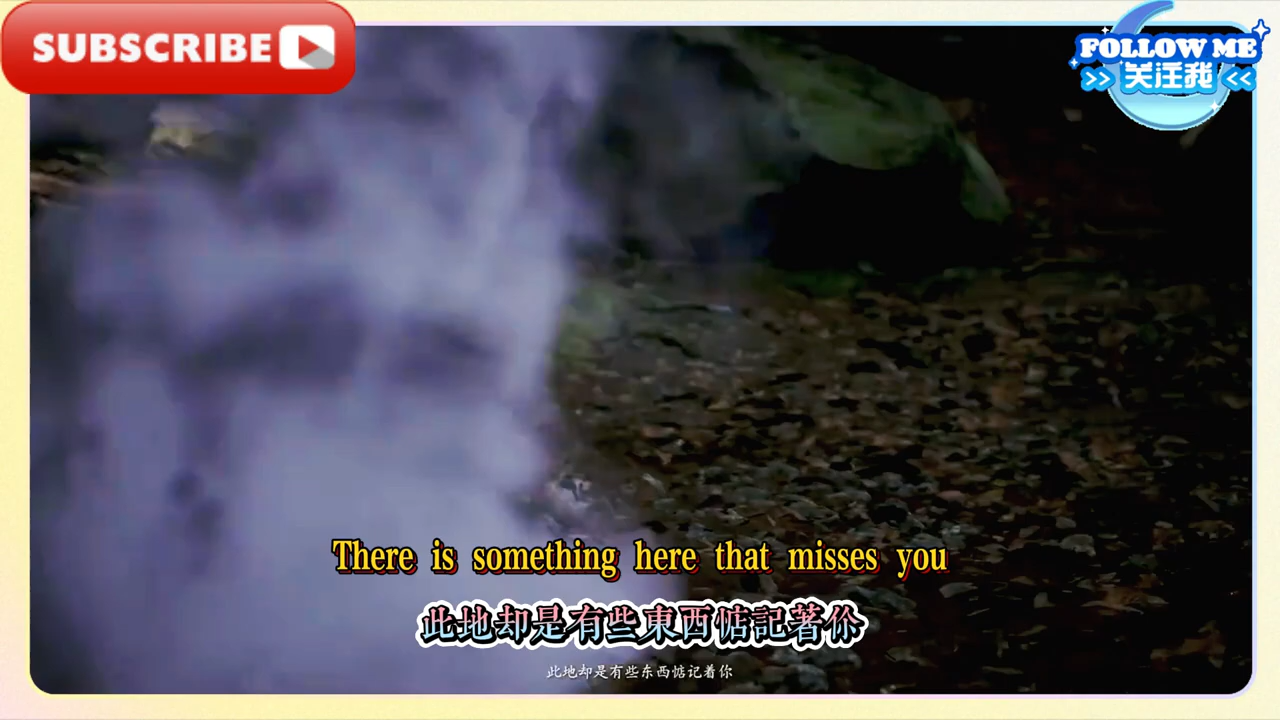 SUBSCRIBE
FOLLOW ME
>> 关注我 <<
There is something here that misses you
此地却是有些東西惦記著你
此地却是有些东西惦记着你